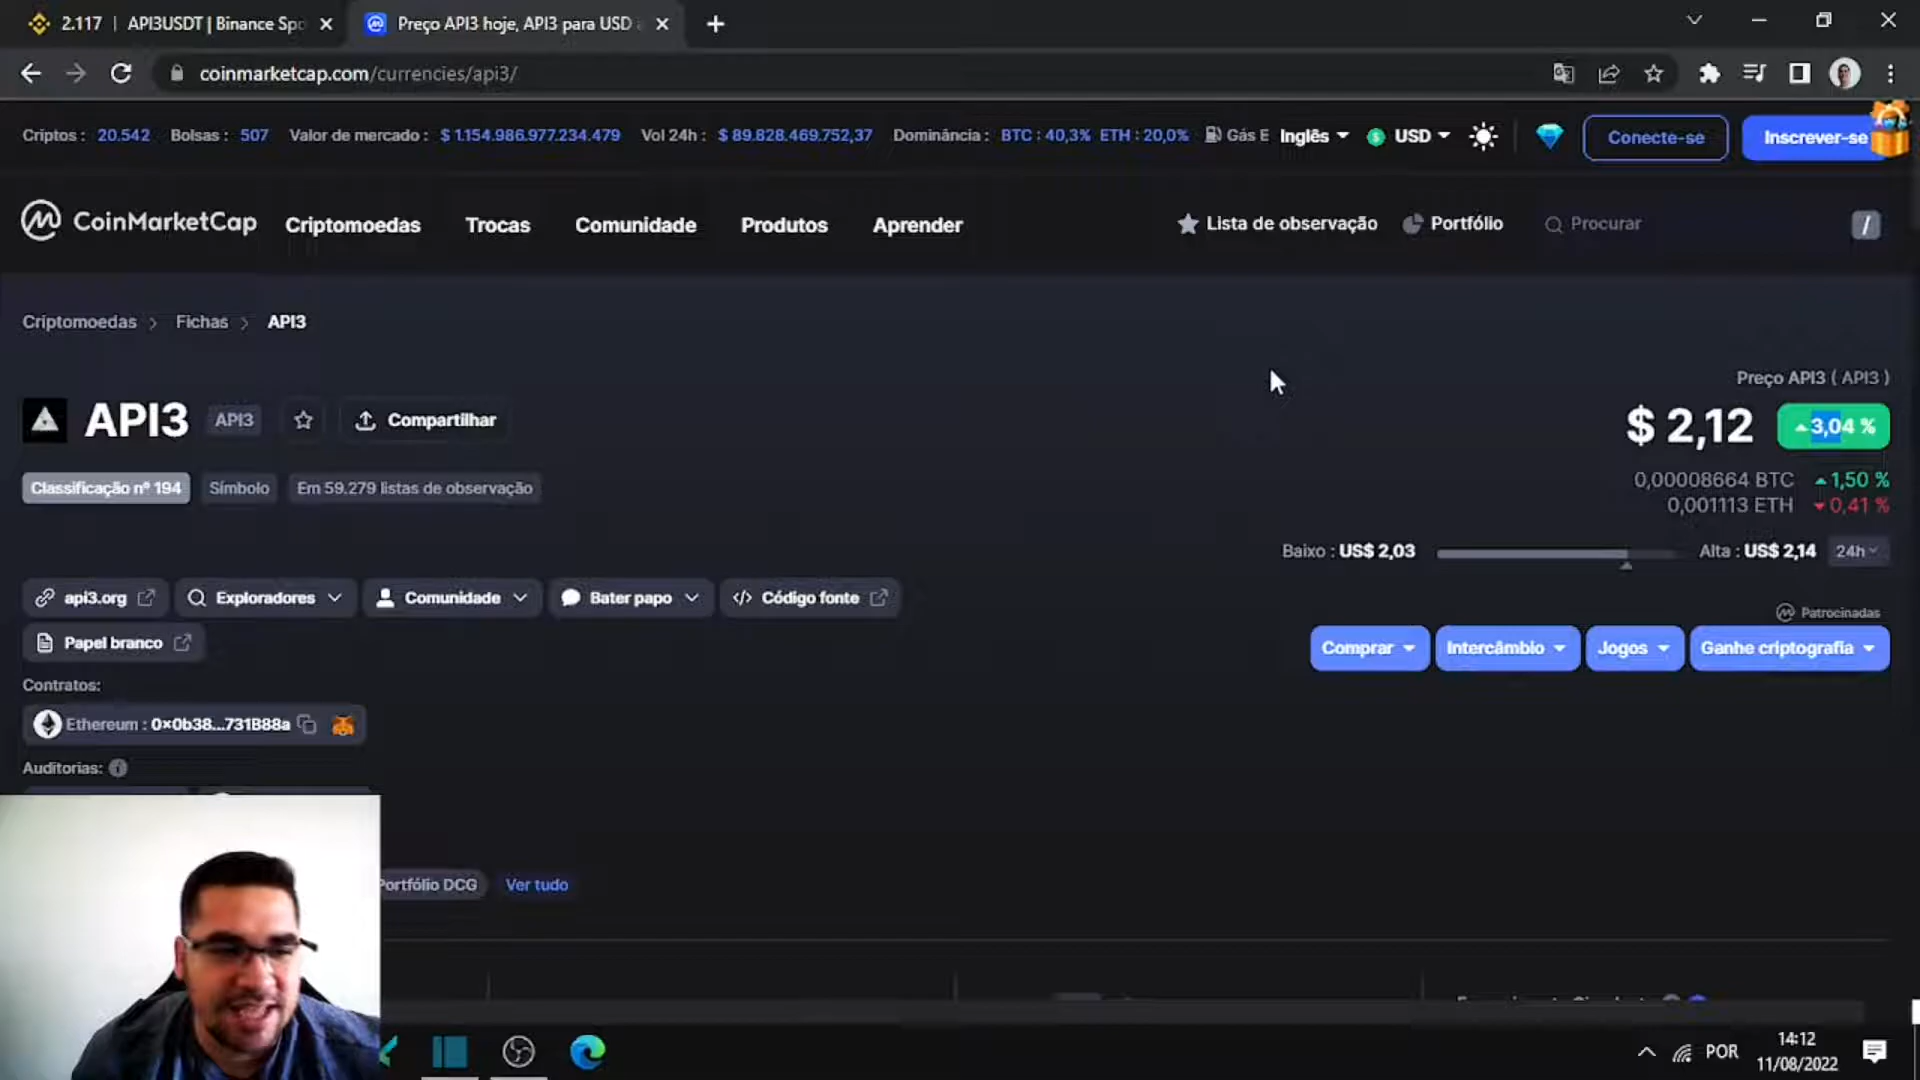 2.117 | API3USDT | Binance Spo
Preço API3 hoje, API3 para USD
coinmarketcap.com/currencies/api3/
Criptos : 20.542 Bolsas : 507 Valor de mercado : $ 1.154.986.977.234.479 Vol 24h : $ 89.828.469.752,37 Dominância : BTC : 40,3% ETH : 20,0% Gás E Inglês USD Conecte-se Inscrever-se
CoinMarketCap Criptomoedas Trocas Comunidade Produtos Aprender Lista de observação Portfólio Procurar /
Criptomoedas > Fichas > API3
Preço API3 ( API3 )
API3 API3 Compartilhar
$ 2,12 3,04 %
Classificação nº 194 Símbolo Em 59.279 listas de observação
0,00008664 BTC 1,50 %
0,001113 ETH 0,41 %
Baixo : US$ 2,03 Alta : US$ 2,14 24h
api3.org Exploradores Comunidade Bater papo Código fonte
Patrocinadas
Papel branco
Comprar Intercâmbio Jogos Ganhe criptografia
Contratos:
Ethereum : 0x0b38...731B88a
Auditorias:
Portfólio DCG Ver tudo
POR
14:12
11/08/2022